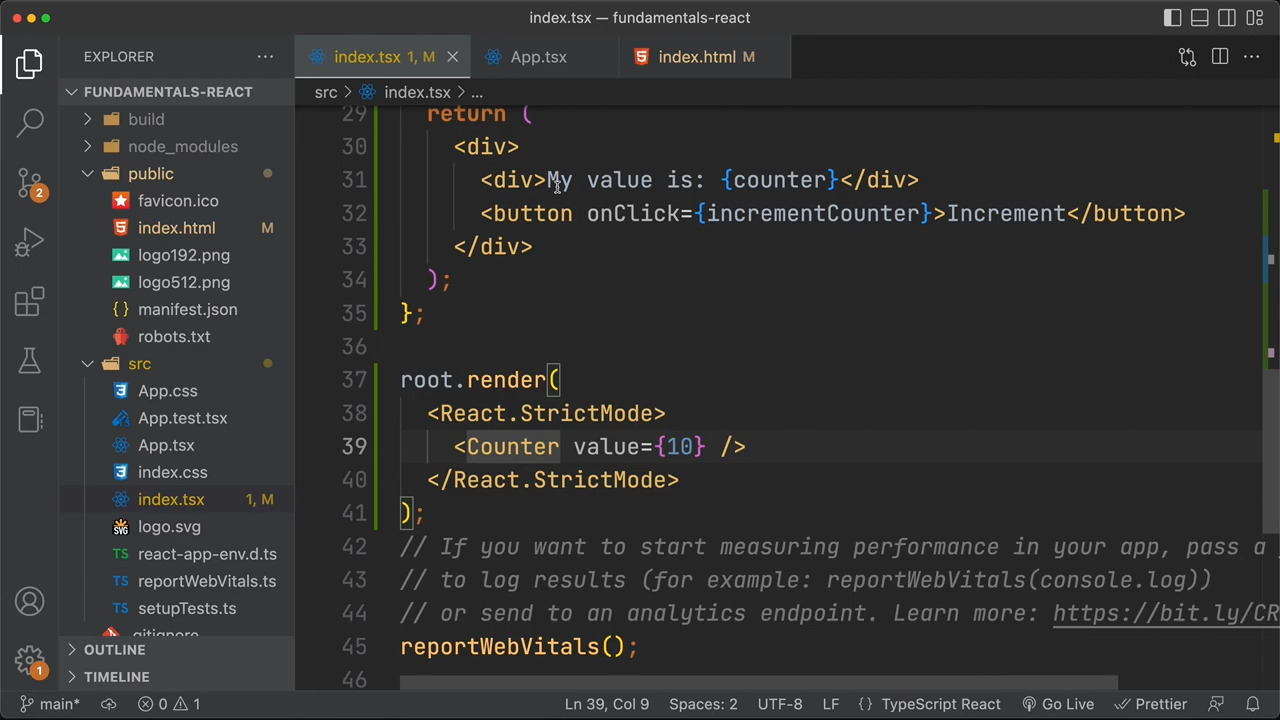 index.tsx — fundamentals-react
EXPLORER
index.tsx 1, M
App.tsx
index.html M
FUNDAMENTALS-REACT
src > index.tsx > ...
build
node_modules
public
favicon.ico
index.html M
logo192.png
logo512.png
manifest.json
robots.txt
src
App.css
App.test.tsx
App.tsx
index.css
index.tsx 1, M
logo.svg
react-app-env.d.ts
reportWebVitals.ts
setupTests.ts
.gitignore
OUTLINE
TIMELINE
2
1
29 return (
30 <div>
31 <div>My value is: {counter}</div>
32 <button onClick={incrementCounter}>Increment</button>
33 </div>
34 );
35 };
36
37 root.render(
38 <React.StrictMode>
39 <Counter value={10} />
40 </React.StrictMode>
41 );
42 // If you want to start measuring performance in your app, pass a
43 // to log results (for example: reportWebVitals(console.log))
44 // or send to an analytics endpoint. Learn more: https://bit.ly/CR
45 reportWebVitals();
46
main* 0 1 Ln 39, Col 9 Spaces: 2 UTF-8 LF {} TypeScript React Go Live Prettier